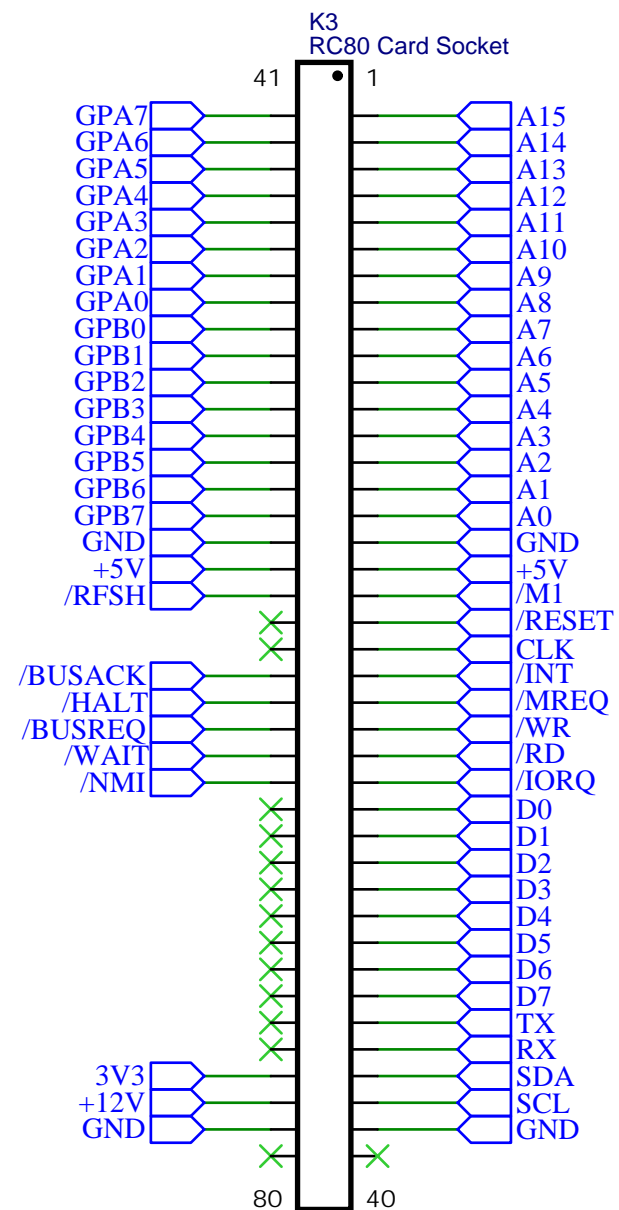 K3
RC80 Card Socket
41 1
GPA7 A15
GPA6 A14
GPA5 A13
GPA4 A12
GPA3 A11
GPA2 A10
GPA1 A9
GPA0 A8
GPB0 A7
GPB1 A6
GPB2 A5
GPB3 A4
GPB4 A3
GPB5 A2
GPB6 A1
GPB7 A0
GND GND
+5V +5V
/RFSH /M1
/RESET
CLK
/BUSACK /INT
/HALT /MREQ
/BUSREQ /WR
/WAIT /RD
/NMI /IORQ
D0
D1
D2
D3
D4
D5
D6
D7
TX
RX
3V3 SDA
+12V SCL
GND GND
80 40